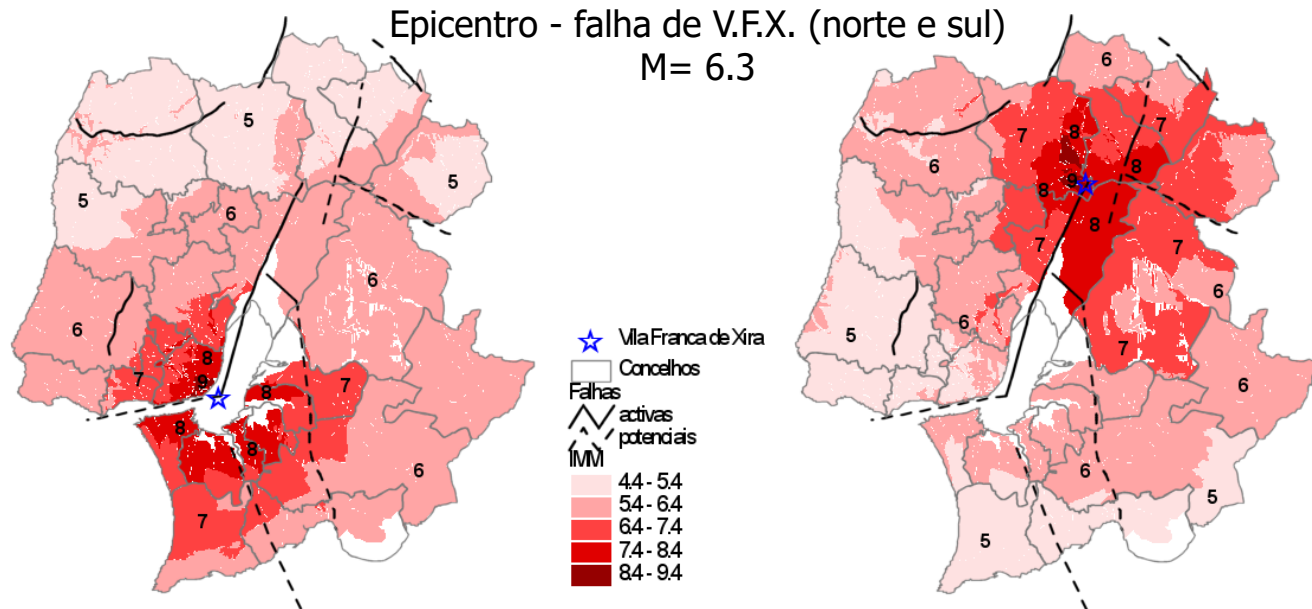 Epicentro - falha de V.F.X. (norte e sul)
M= 6.3
5
5
5
6
6
6
7
8
9
8
7
8
8
6
7
Vila Franca de Xira
Concelhos
Falhas
activas
potenciais
IMM
4.4 - 5.4
5.4 - 6.4
6.4 - 7.4
7.4 - 8.4
8.4 - 9.4
6
7
8
7
6
8
9
8
8
7
7
6
5
6
7
6
6
5
5